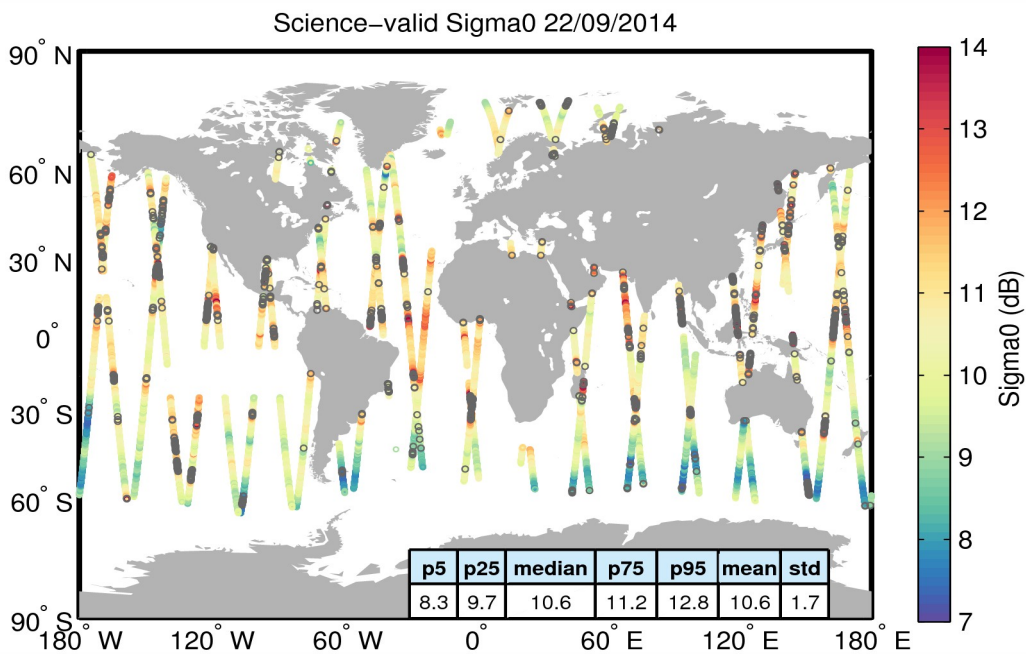 Science−valid Sigma0 22/09/2014
90° N
60° N
30° N
0°
30° S
60° S
90° S
180° W
120° W
60° W
0°
60° E
120° E
180° E
p5 p25 median p75 p95 mean std
8.3 9.7 10.6 11.2 12.8 10.6 1.7
14
13
12
11
10
9
8
7
Sigma0 (dB)